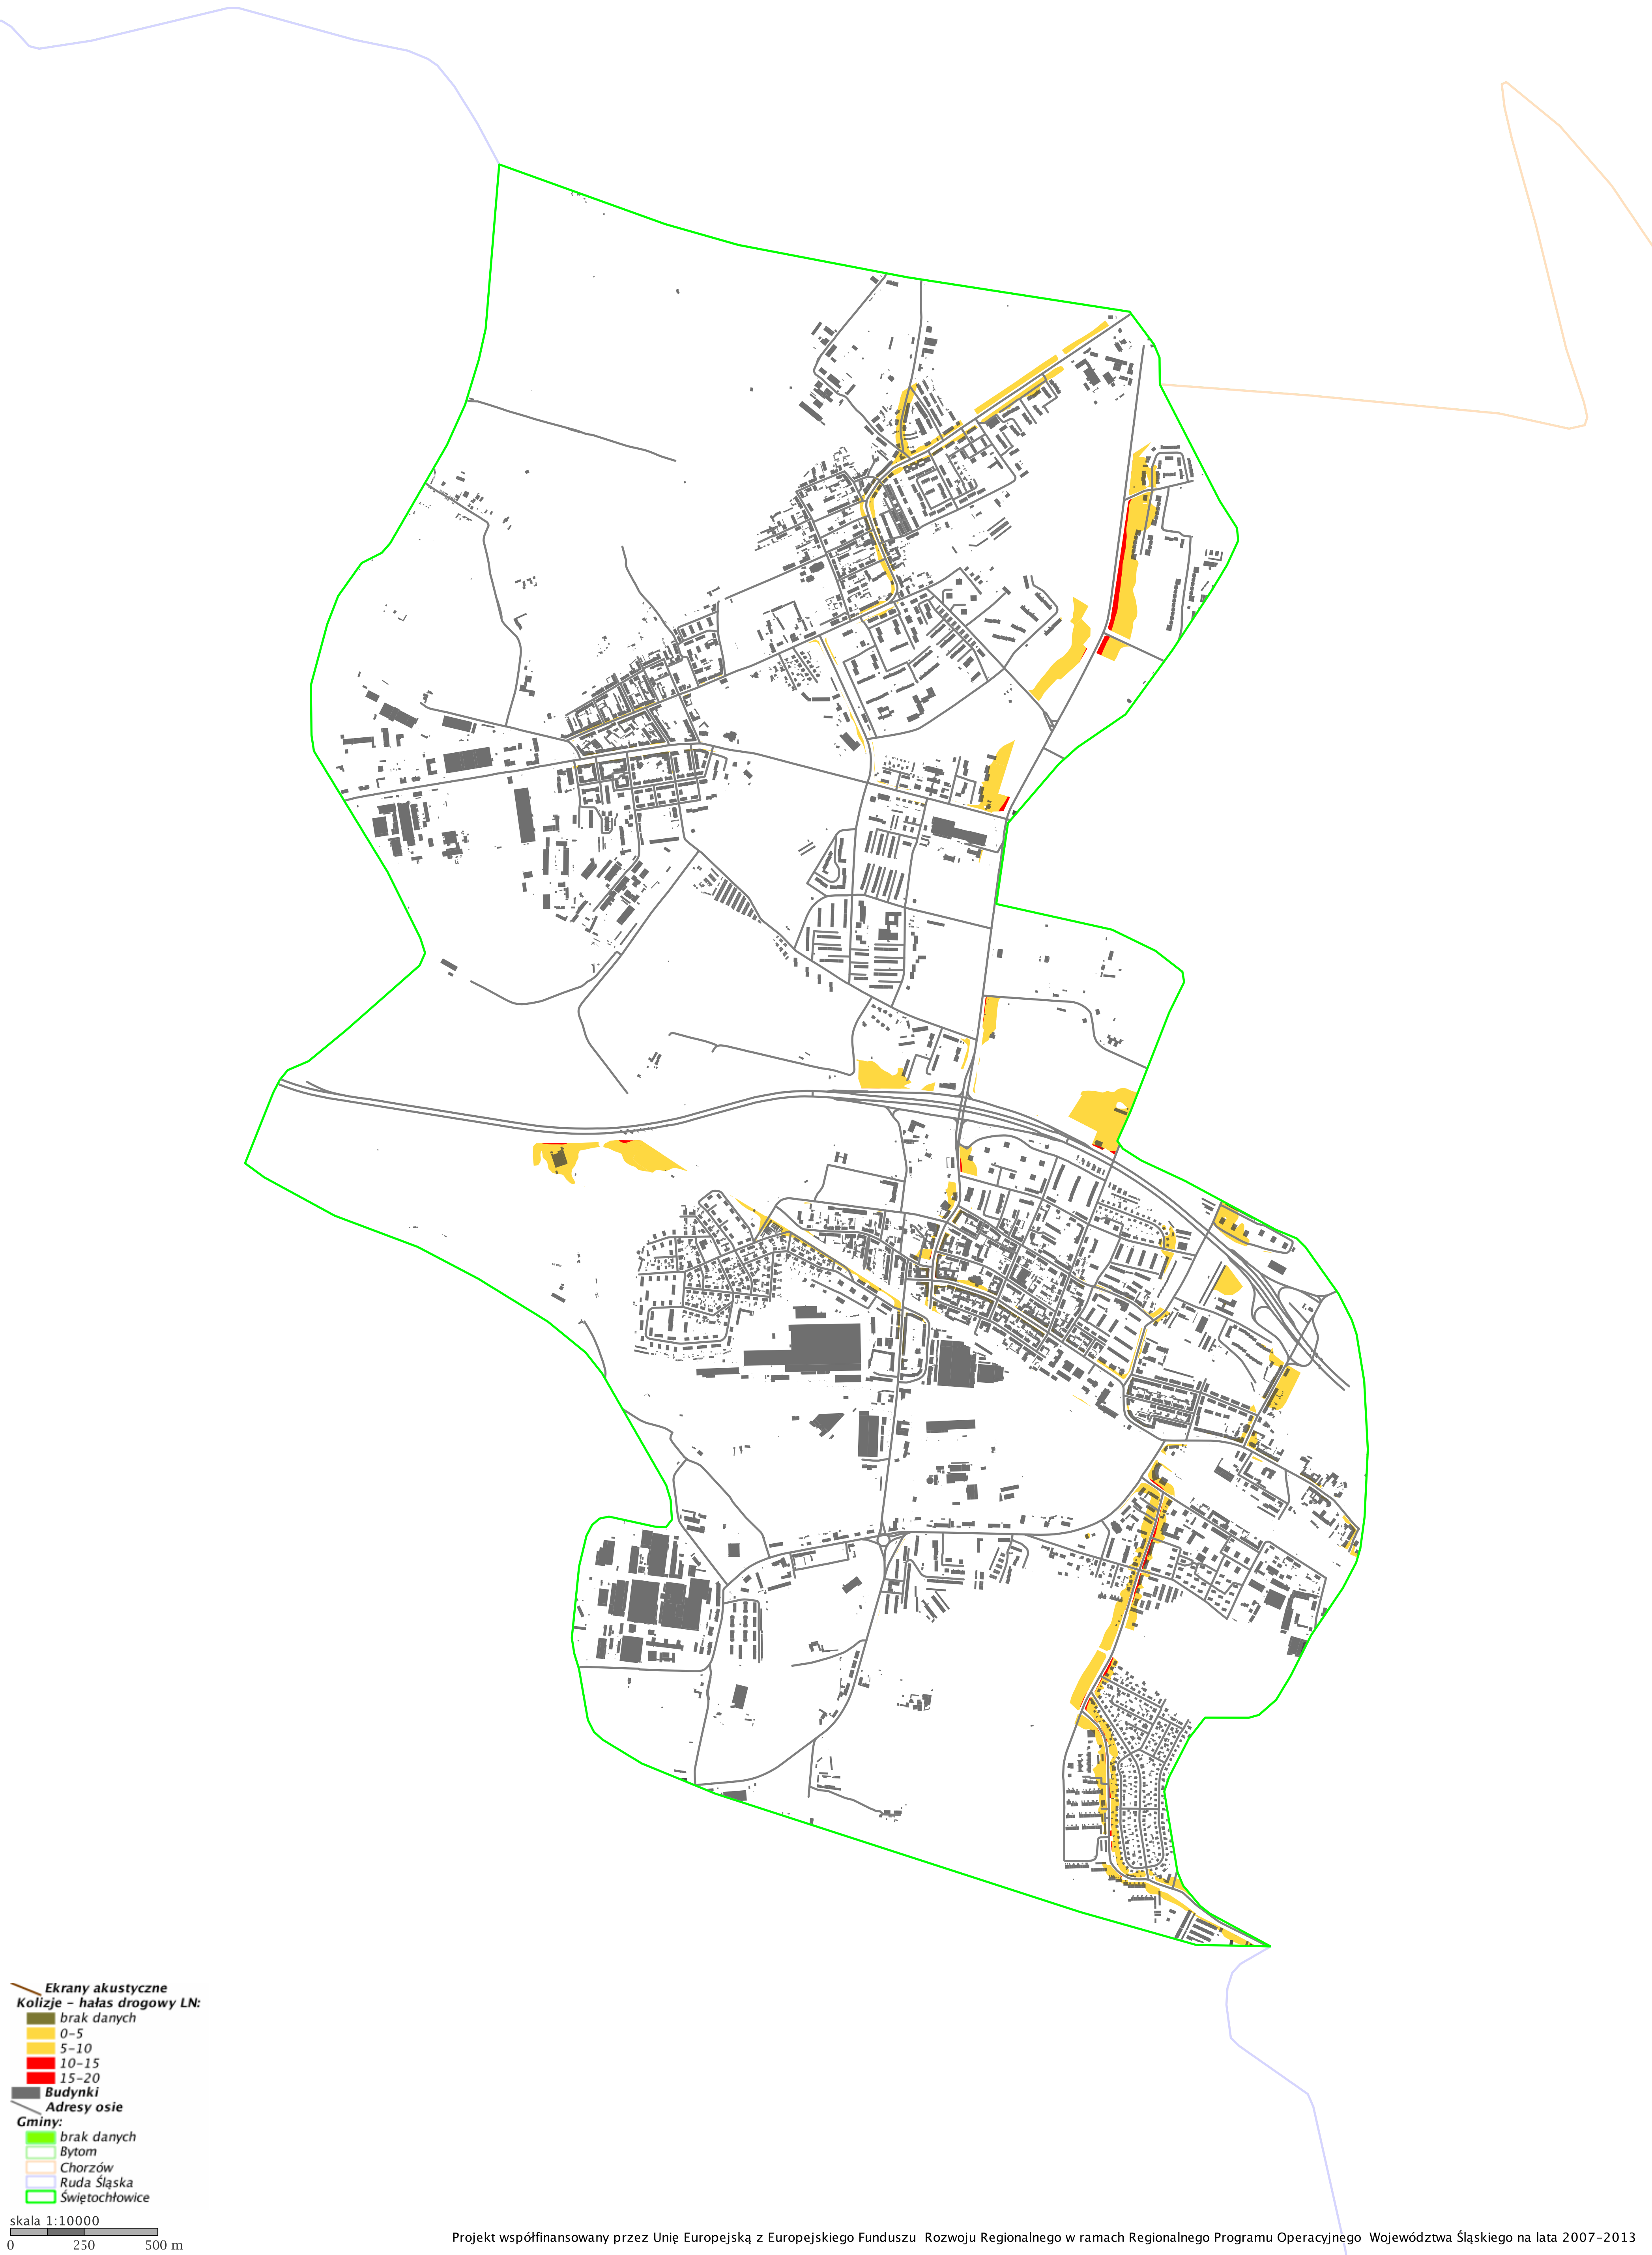 Ekrany akustyczne
Kolizje - hałas drogowy LN:
brak danych
0-5
5-10
10-15
15-20
Budynki
Adresy osie
Gminy:
brak danych
Bytom
Chorzów
Ruda Śląska
Świętochłowice
skala 1:10000
0 250 500 m
Projekt współfinansowany przez Unię Europejską z Europejskiego Funduszu Rozwoju Regionalnego w ramach Regionalnego Programu Operacyjnego Województwa Śląskiego na lata 2007-2013